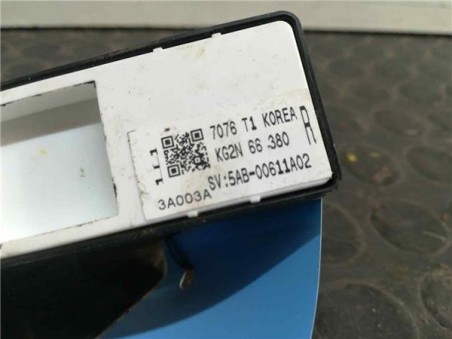 7076 T1 KOREA
KG2N 66 380
R
SV:5AB-00611A02
3A003A